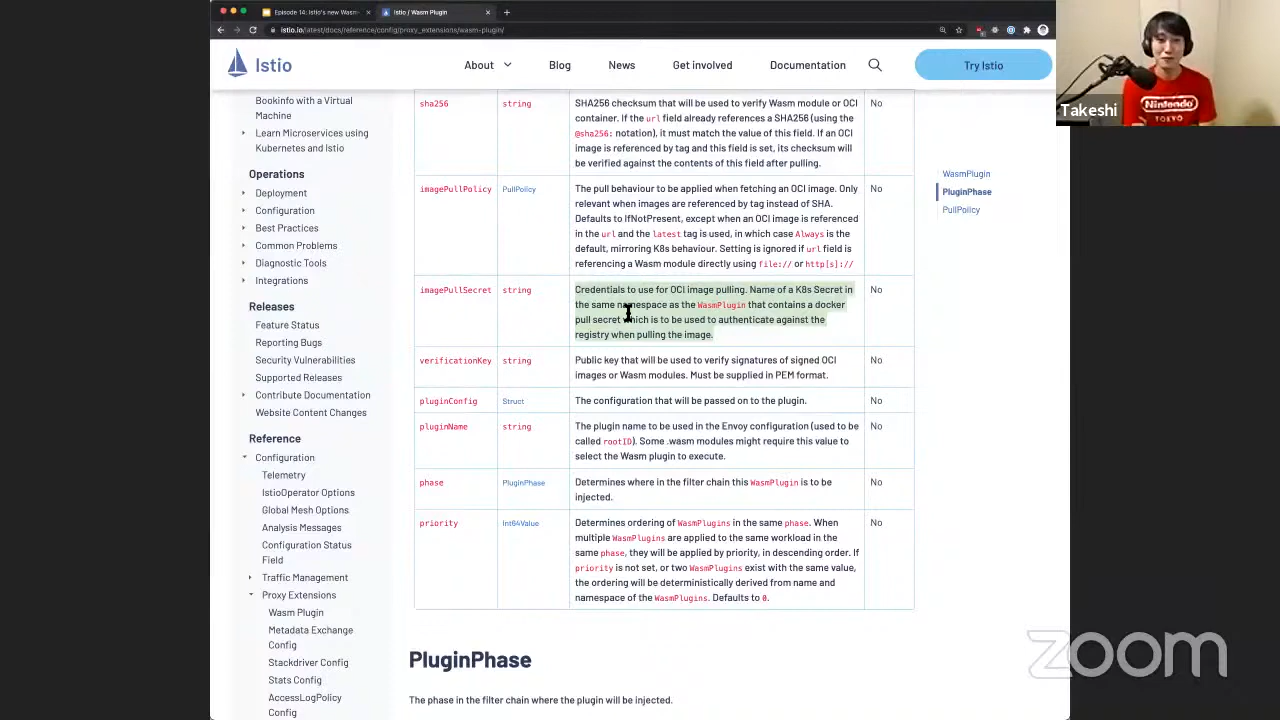 Episode 14: Istio's new Wasm-
Istio / Wasm Plugin
istio.io/latest/docs/reference/config/proxy_extensions/wasm-plugin/
Istio
About
Blog
News
Get involved
Documentation
Try Istio
Bookinfo with a Virtual
Machine
Learn Microservices using
Kubernetes and Istio
Operations
Deployment
Configuration
Best Practices
Common Problems
Diagnostic Tools
Integrations
Releases
Feature Status
Reporting Bugs
Security Vulnerabilities
Supported Releases
Contribute Documentation
Website Content Changes
Reference
Configuration
Telemetry
IstioOperator Options
Global Mesh Options
Analysis Messages
Configuration Status
Field
Traffic Management
Proxy Extensions
Wasm Plugin
Metadata Exchange
Config
Stackdriver Config
Stats Config
AccessLogPolicy
Config
sha256 string SHA256 checksum that will be used to verify Wasm module or OCI No
container. If the url field already references a SHA256 (using the
@sha256: notation), it must match the value of this field. If an OCI
image is referenced by tag and this field is set, its checksum will
be verified against the contents of this field after pulling.
imagePullPolicy PullPolicy The pull behaviour to be applied when fetching an OCI image. Only No
relevant when images are referenced by tag instead of SHA.
Defaults to IfNotPresent, except when an OCI image is referenced
in the url and the latest tag is used, in which case Always is the
default, mirroring K8s behaviour. Setting is ignored if url field is
referencing a Wasm module directly using file:// or http[s]://
imagePullSecret string Credentials to use for OCI image pulling. Name of a K8s Secret in No
the same namespace as the WasmPlugin that contains a docker
pull secret which is to be used to authenticate against the
registry when pulling the image.
verificationKey string Public key that will be used to verify signatures of signed OCI No
images or Wasm modules. Must be supplied in PEM format.
pluginConfig Struct The configuration that will be passed on to the plugin. No
pluginName string The plugin name to be used in the Envoy configuration (used to be No
called rootID). Some .wasm modules might require this value to
select the Wasm plugin to execute.
phase PluginPhase Determines where in the filter chain this WasmPlugin is to be No
injected.
priority Int64Value Determines ordering of WasmPlugins in the same phase. When No
multiple WasmPlugins are applied to the same workload in the
same phase, they will be applied by priority, in descending order. If
priority is not set, or two WasmPlugins exist with the same value,
the ordering will be deterministically derived from name and
namespace of the WasmPlugins. Defaults to 0.
PluginPhase
The phase in the filter chain where the plugin will be injected.
WasmPlugin
PluginPhase
PullPolicy
Takeshi
Nintendo
TOKYO
zoom